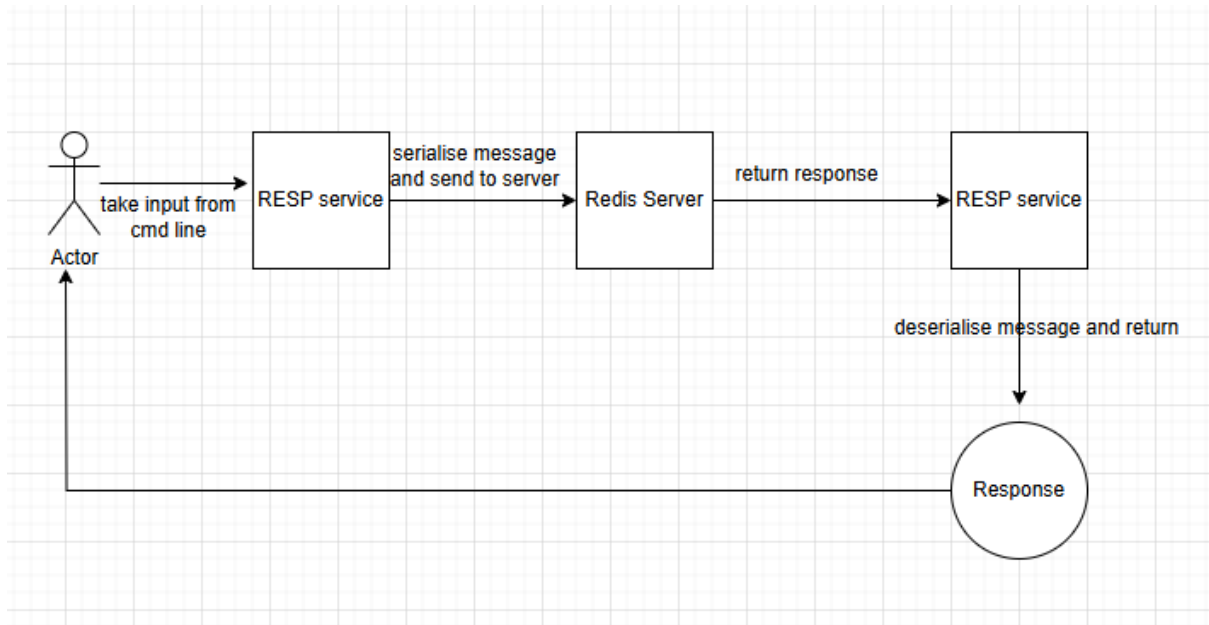 Actor
take input from
cmd line
RESP service
serialise message
and send to server
Redis Server
return response
RESP service
deserialise message and return
Response